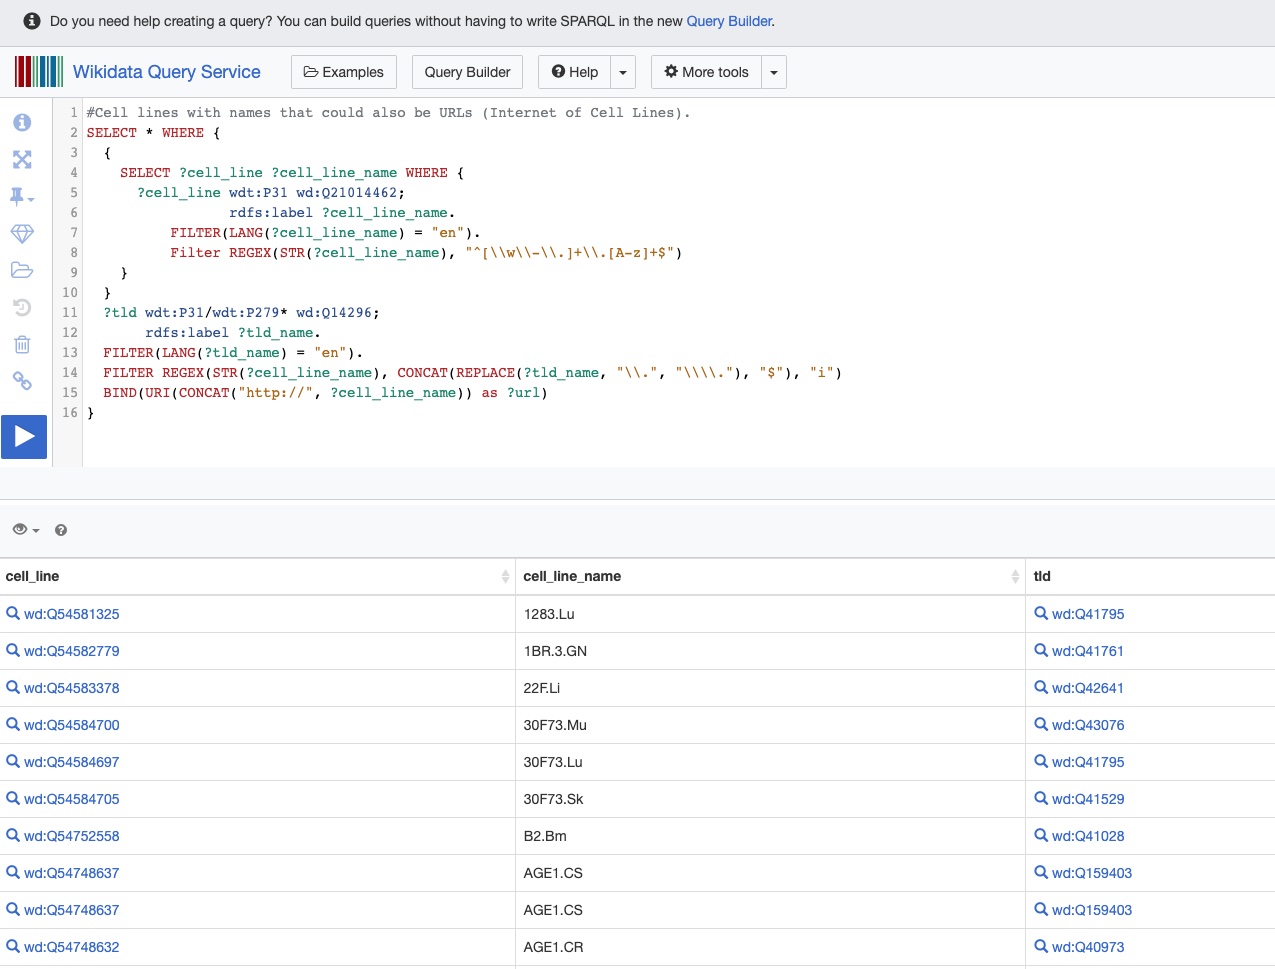 Do you need help creating a query? You can build queries without having to write SPARQL in the new Query Builder.
Wikidata Query Service Examples Query Builder Help More tools
1 #Cell lines with names that could also be URLs (Internet of Cell Lines).
2 SELECT * WHERE {
3 {
4 SELECT ?cell_line ?cell_line_name WHERE {
5 ?cell_line wdt:P31 wd:Q21014462;
6 rdfs:label ?cell_line_name.
7 FILTER(LANG(?cell_line_name) = "en").
8 Filter REGEX(STR(?cell_line_name), "^[\\w\\-\\.]+\\.[A-z]+$")
9 }
10 }
11 ?tld wdt:P31/wdt:P279* wd:Q14296;
12 rdfs:label ?tld_name.
13 FILTER(LANG(?tld_name) = "en").
14 FILTER REGEX(STR(?cell_line_name), CONCAT(REPLACE(?tld_name, "\\.", "\\\\."), "$"), "i")
15 BIND(URI(CONCAT("http://", ?cell_line_name)) as ?url)
16 }
cell_line cell_line_name tld
wd:Q54581325 1283.Lu wd:Q41795
wd:Q54582779 1BR.3.GN wd:Q41761
wd:Q54583378 22F.Li wd:Q42641
wd:Q54584700 30F73.Mu wd:Q43076
wd:Q54584697 30F73.Lu wd:Q41795
wd:Q54584705 30F73.Sk wd:Q41529
wd:Q54752558 B2.Bm wd:Q41028
wd:Q54748637 AGE1.CS wd:Q159403
wd:Q54748637 AGE1.CS wd:Q159403
wd:Q54748632 AGE1.CR wd:Q40973